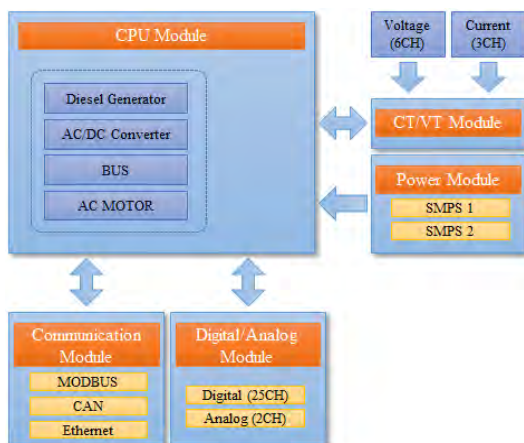 CPU Module
Diesel Generator
AC/DC Converter
BUS
AC MOTOR
Voltage
(6CH)
Current
(3CH)
CT/VT Module
Power Module
SMPS 1
SMPS 2
Communication
Module
MODBUS
CAN
Ethernet
Digital/Analog
Module
Digital (25CH)
Analog (2CH)